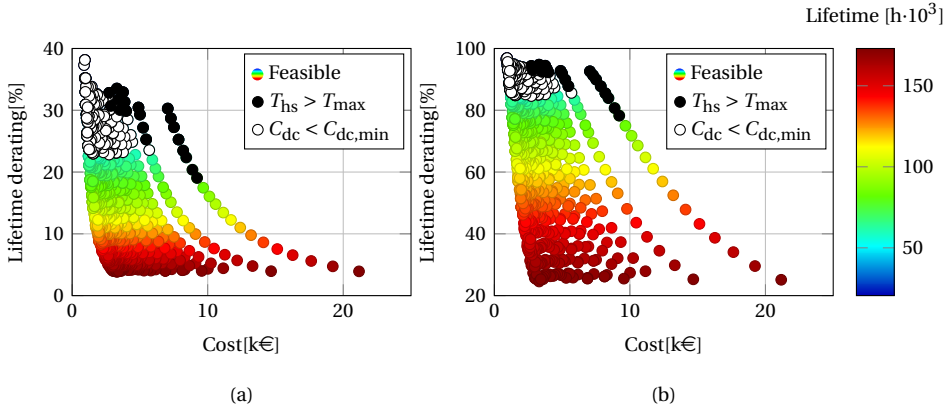 Lifetime [h·10³]
40
30
20
10
0
0
10
20
Lifetime derating[%]
Cost[k€]
Feasible
T_hs > T_max
C_dc < C_dc,min
(a)
100
80
60
40
20
0
10
20
Lifetime derating[%]
Cost[k€]
Feasible
T_hs > T_max
C_dc < C_dc,min
(b)
150
100
50